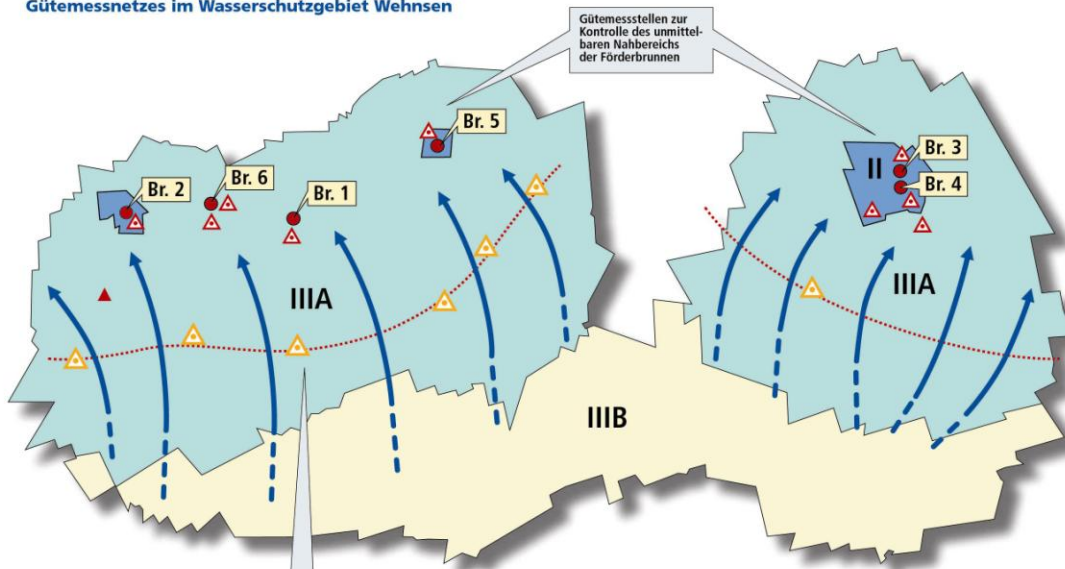 Gütemessnetzes im Wasserschutzgebiet Wehnsen
Gütemessstellen zur
Kontrolle des unmittel-
baren Nahbereichs
der Förderbrunnen
Br. 5
Br. 3
II
Br. 4
Br. 2
Br. 6
Br. 1
IIIA
IIIA
IIIB